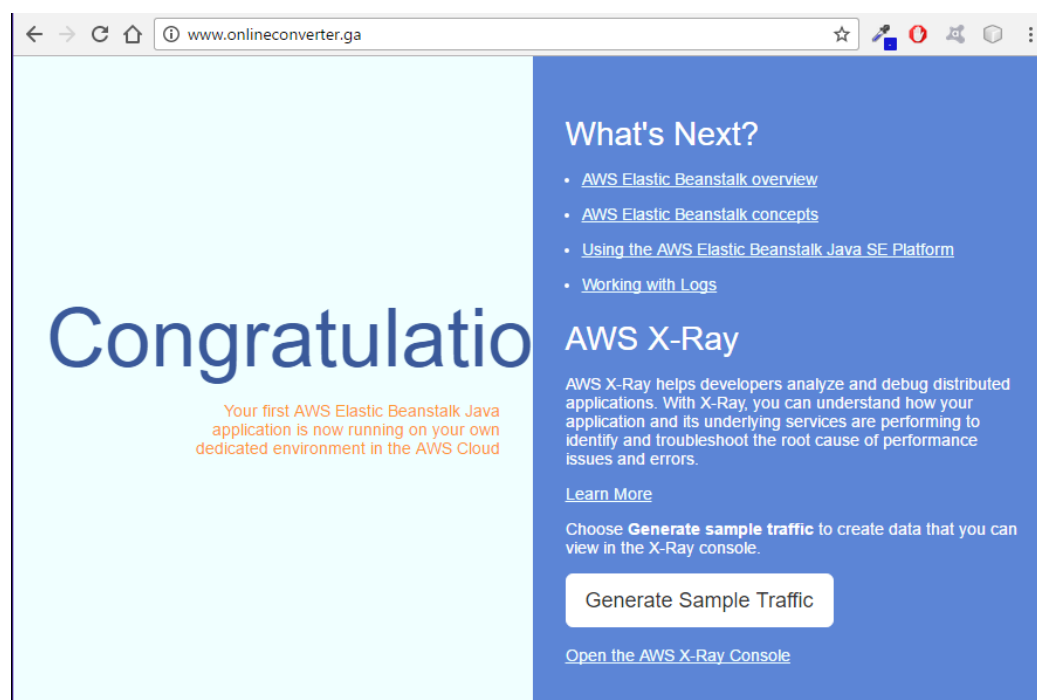 www.onlineconverter.ga
Congratulatio
Your first AWS Elastic Beanstalk Java
application is now running on your own
dedicated environment in the AWS Cloud
What's Next?
• AWS Elastic Beanstalk overview
• AWS Elastic Beanstalk concepts
• Using the AWS Elastic Beanstalk Java SE Platform
• Working with Logs
AWS X-Ray
AWS X-Ray helps developers analyze and debug distributed
applications. With X-Ray, you can understand how your
application and its underlying services are performing to
identify and troubleshoot the root cause of performance
issues and errors.
Learn More
Choose Generate sample traffic to create data that you can
view in the X-Ray console.
Generate Sample Traffic
Open the AWS X-Ray Console